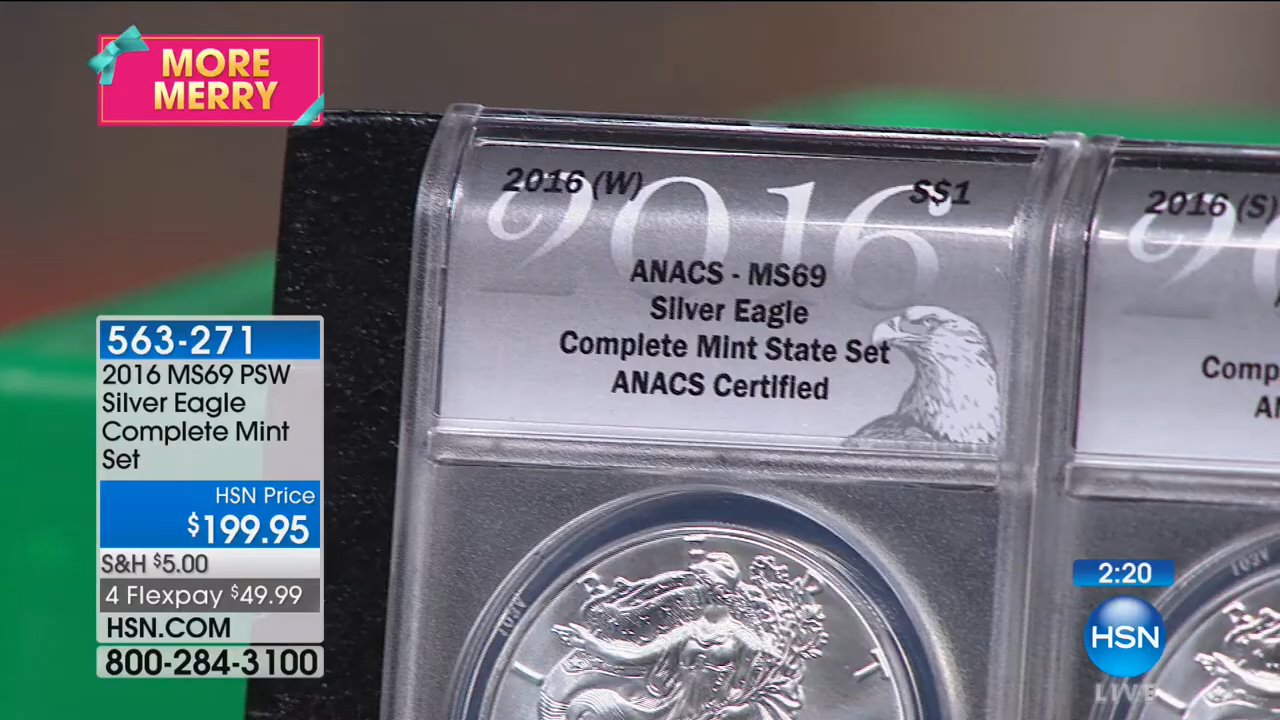 MORE
MERRY
563-271
2016 MS69 PSW
Silver Eagle
Complete Mint
Set
HSN Price
$199.95
S&H $5.00
4 Flexpay $49.99
HSN.COM
800-284-3100
2016
2016 (W) S$1
ANACS - MS69
Silver Eagle
Complete Mint State Set
ANACS Certified
2016 (S)
2:20
HSN
LIVE